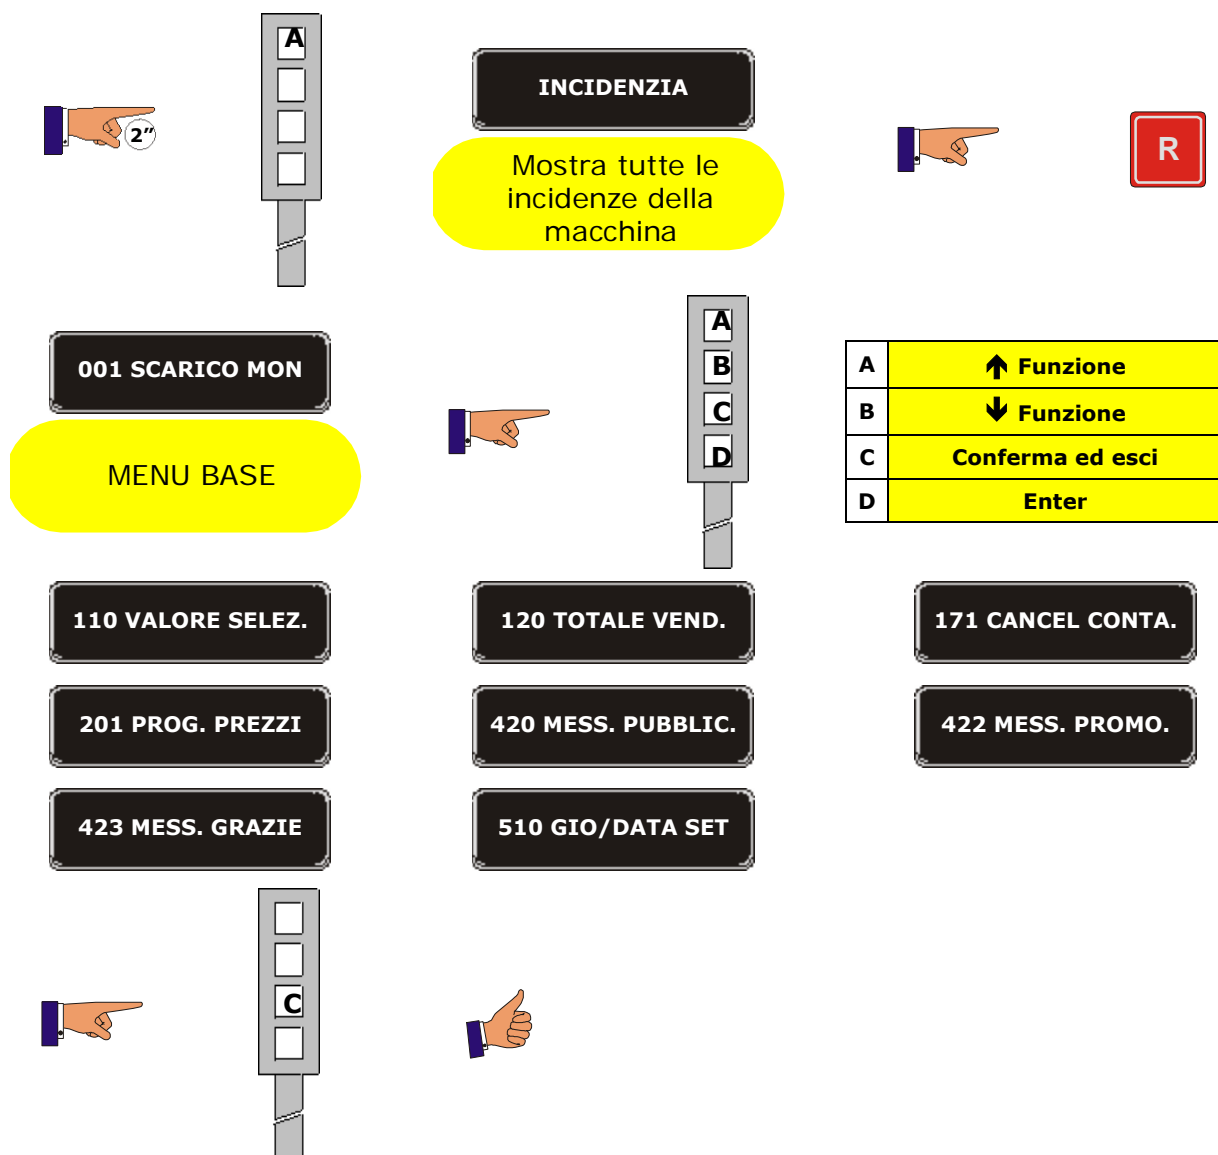 A
INCIDENZIA
2”
Mostra tutte le
incidenze della
macchina
R
001 SCARICO MON
MENU BASE
A
B
C
D
A ↑ Funzione
B ↓ Funzione
C Conferma ed esci
D Enter
110 VALORE SELEZ.
120 TOTALE VEND.
171 CANCEL CONTA.
201 PROG. PREZZI
420 MESS. PUBBLIC.
422 MESS. PROMO.
423 MESS. GRAZIE
510 GIO/DATA SET
C